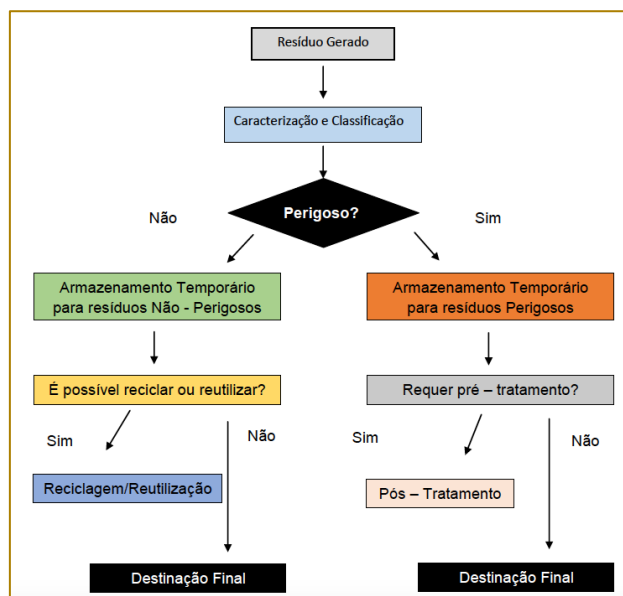 Resíduo Gerado
Caracterização e Classificação
Perigoso?
Não
Sim
Armazenamento Temporário
para resíduos Não - Perigosos
Armazenamento Temporário
para resíduos Perigosos
É possível reciclar ou reutilizar?
Requer pré – tratamento?
Sim
Não
Sim
Não
Reciclagem/Reutilização
Pós – Tratamento
Destinação Final
Destinação Final